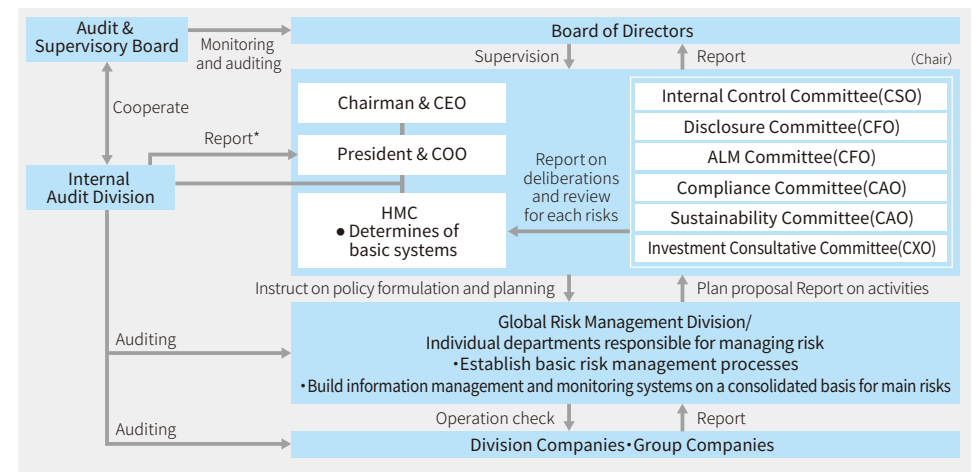 Audit &
Supervisory Board
Monitoring
and auditing
Board of Directors
Supervision
Report
(Chair)
Cooperate
Chairman & CEO
Internal Control Committee(CSO)
Disclosure Committee(CFO)
Report*
President & COO
ALM Committee(CFO)
Report on
deliberations
and review
for each risks
Internal
Audit Division
Compliance Committee(CAO)
HMC
● Determines of
basic systems
Sustainability Committee(CAO)
Investment Consultative Committee(CXO)
Instruct on policy formulation and planning
Plan proposal Report on activities
Auditing
Global Risk Management Division/
Individual departments responsible for managing risk
・Establish basic risk management processes
・Build information management and monitoring systems on a consolidated basis for main risks
Operation check
Report
Auditing
Division Companies・Group Companies